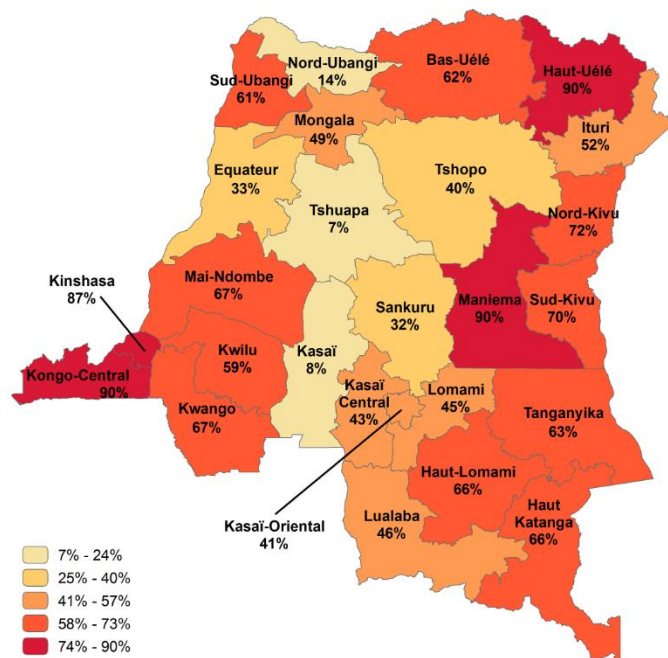 Nord-Ubangi
14%
Bas-Uélé
62%
Haut-Uélé
90%
Sud-Ubangi
61%
Mongala
49%
Ituri
52%
Equateur
33%
Tshopo
40%
Tshuapa
7%
Nord-Kivu
72%
Kinshasa
87%
Mai-Ndombe
67%
Sankuru
32%
Maniema
90%
Sud-Kivu
70%
Kongo-Central
90%
Kwilu
59%
Kasaï
8%
Kwango
67%
Kasaï
Central
43%
Lomami
45%
Tanganyika
63%
Haut-Lomami
66%
Kasaï-Oriental
41%
Lualaba
46%
Haut
Katanga
66%
7% - 24%
25% - 40%
41% - 57%
58% - 73%
74% - 90%